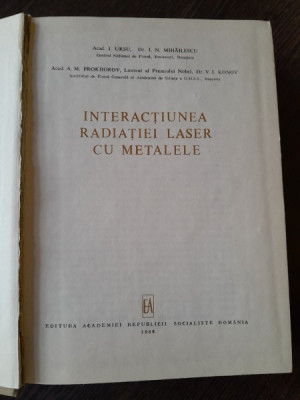 Acad. I. URSU, Dr. I. N. MIHĂILESCU
Centrul Național de Fizică, București, România
Acad. A. M. PROKHOROV, Laureat al Premiului Nobel, Dr. V. I. KONOV
Institutul de Fizică Generală al Academiei de Științe a U.R.S.S., Moscova
INTERACȚIUNEA
RADIAȚIEI LASER
CU METALELE
EA
EDITURA ACADEMIEI REPUBLICII SOCIALISTE ROMÂNIA